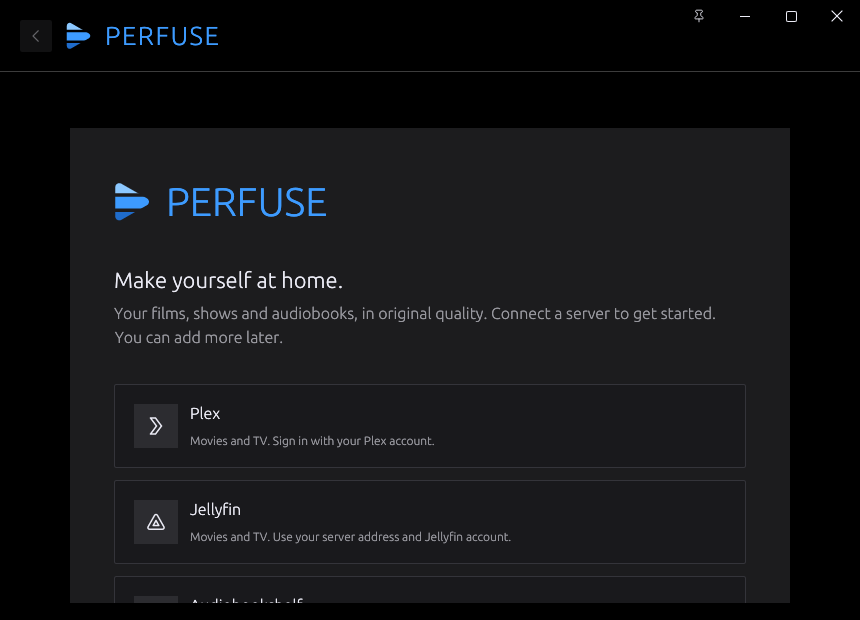 PERFUSE
PERFUSE
Make yourself at home.
Your films, shows and audiobooks, in original quality. Connect a server to get started.
You can add more later.
Plex
Movies and TV. Sign in with your Plex account.
Jellyfin
Movies and TV. Use your server address and Jellyfin account.
Audiobookshelf